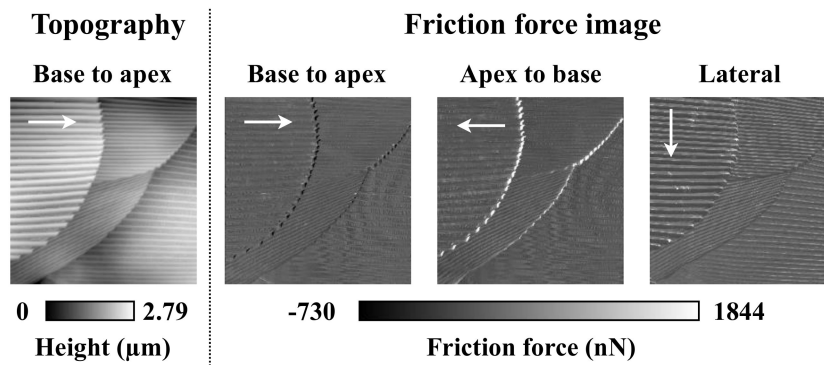 Topography
Friction force image
Base to apex
Base to apex
Apex to base
Lateral
0
2.79
-730
1844
Height (µm)
Friction force (nN)